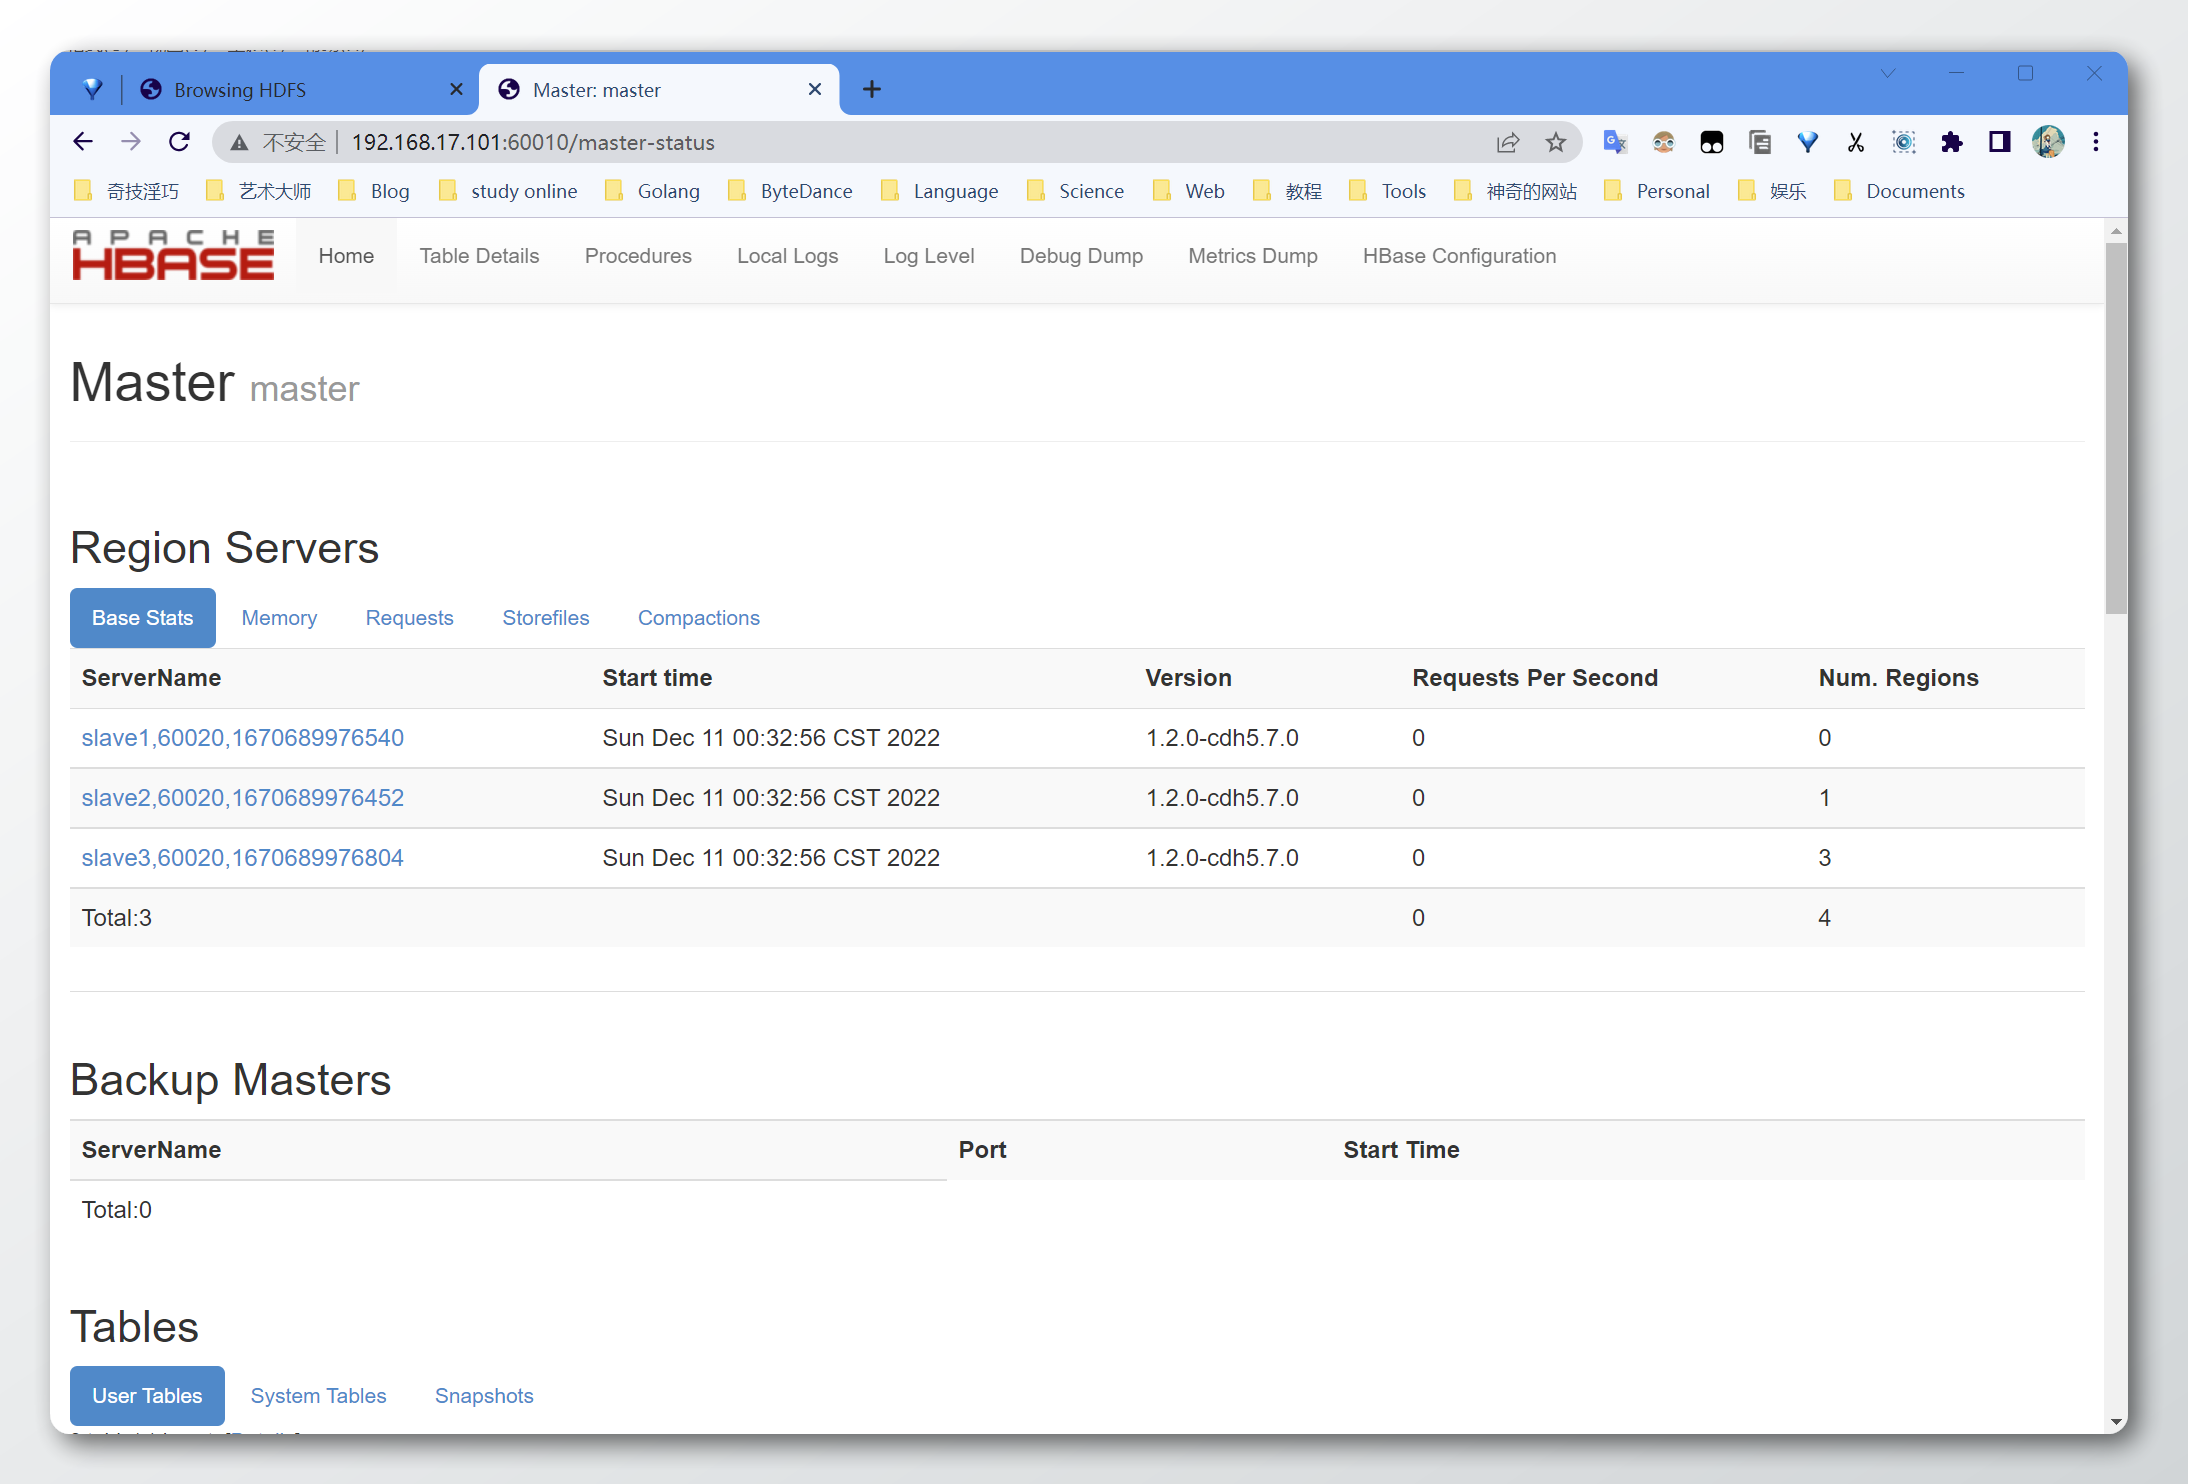 Browsing HDFS
Master: master
不安全 192.168.17.101:60010/master-status
奇技淫巧 艺术大师 Blog study online Golang ByteDance Language Science Web 教程 Tools 神奇的网站 Personal 娱乐 Documents
APACHE
HBASE
Home Table Details Procedures Local Logs Log Level Debug Dump Metrics Dump HBase Configuration
Master master
Region Servers
Base Stats Memory Requests Storefiles Compactions
ServerName Start time Version Requests Per Second Num. Regions
slave1,60020,1670689976540 Sun Dec 11 00:32:56 CST 2022 1.2.0-cdh5.7.0 0 0
slave2,60020,1670689976452 Sun Dec 11 00:32:56 CST 2022 1.2.0-cdh5.7.0 0 1
slave3,60020,1670689976804 Sun Dec 11 00:32:56 CST 2022 1.2.0-cdh5.7.0 0 3
Total:3 0 4
Backup Masters
ServerName Port Start Time
Total:0
Tables
User Tables System Tables Snapshots